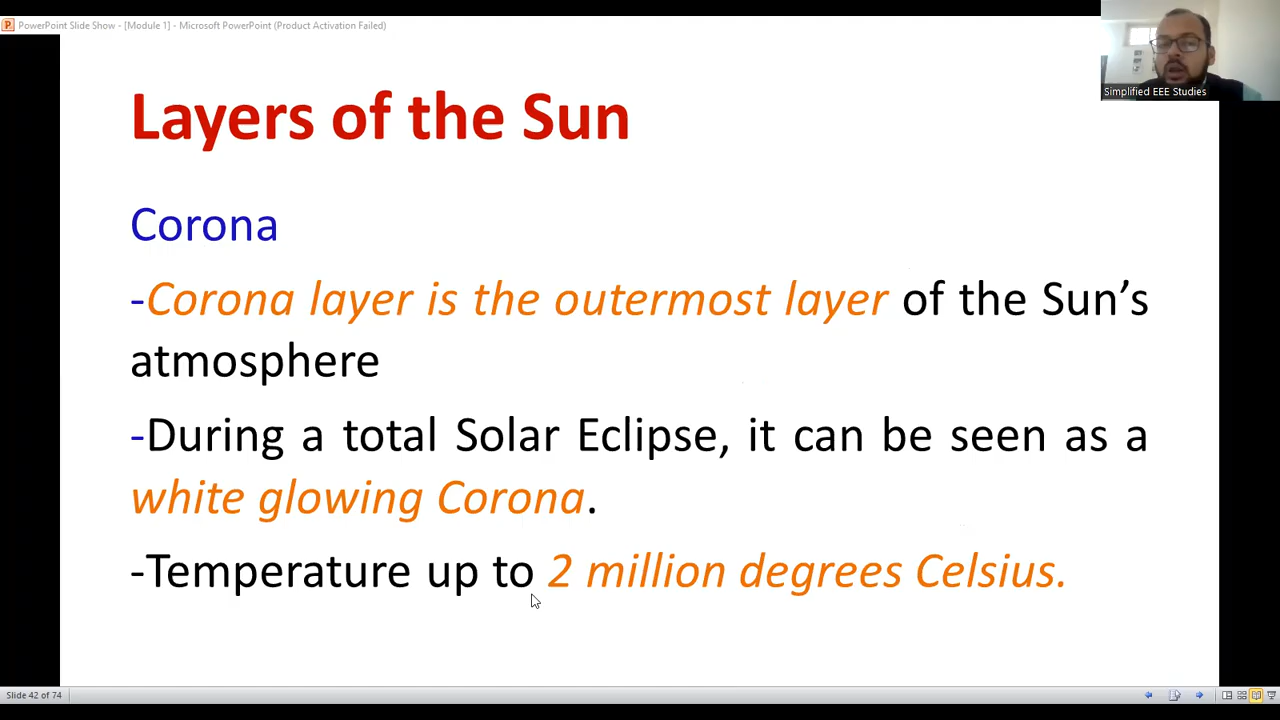 PowerPoint Slide Show - [Module 1] - Microsoft PowerPoint (Product Activation Failed)
Simplified EEE Studies
Layers of the Sun
Corona
-Corona layer is the outermost layer of the Sun’s
atmosphere
-During a total Solar Eclipse, it can be seen as a
white glowing Corona.
-Temperature up to 2 million degrees Celsius.
Slide 42 of 74